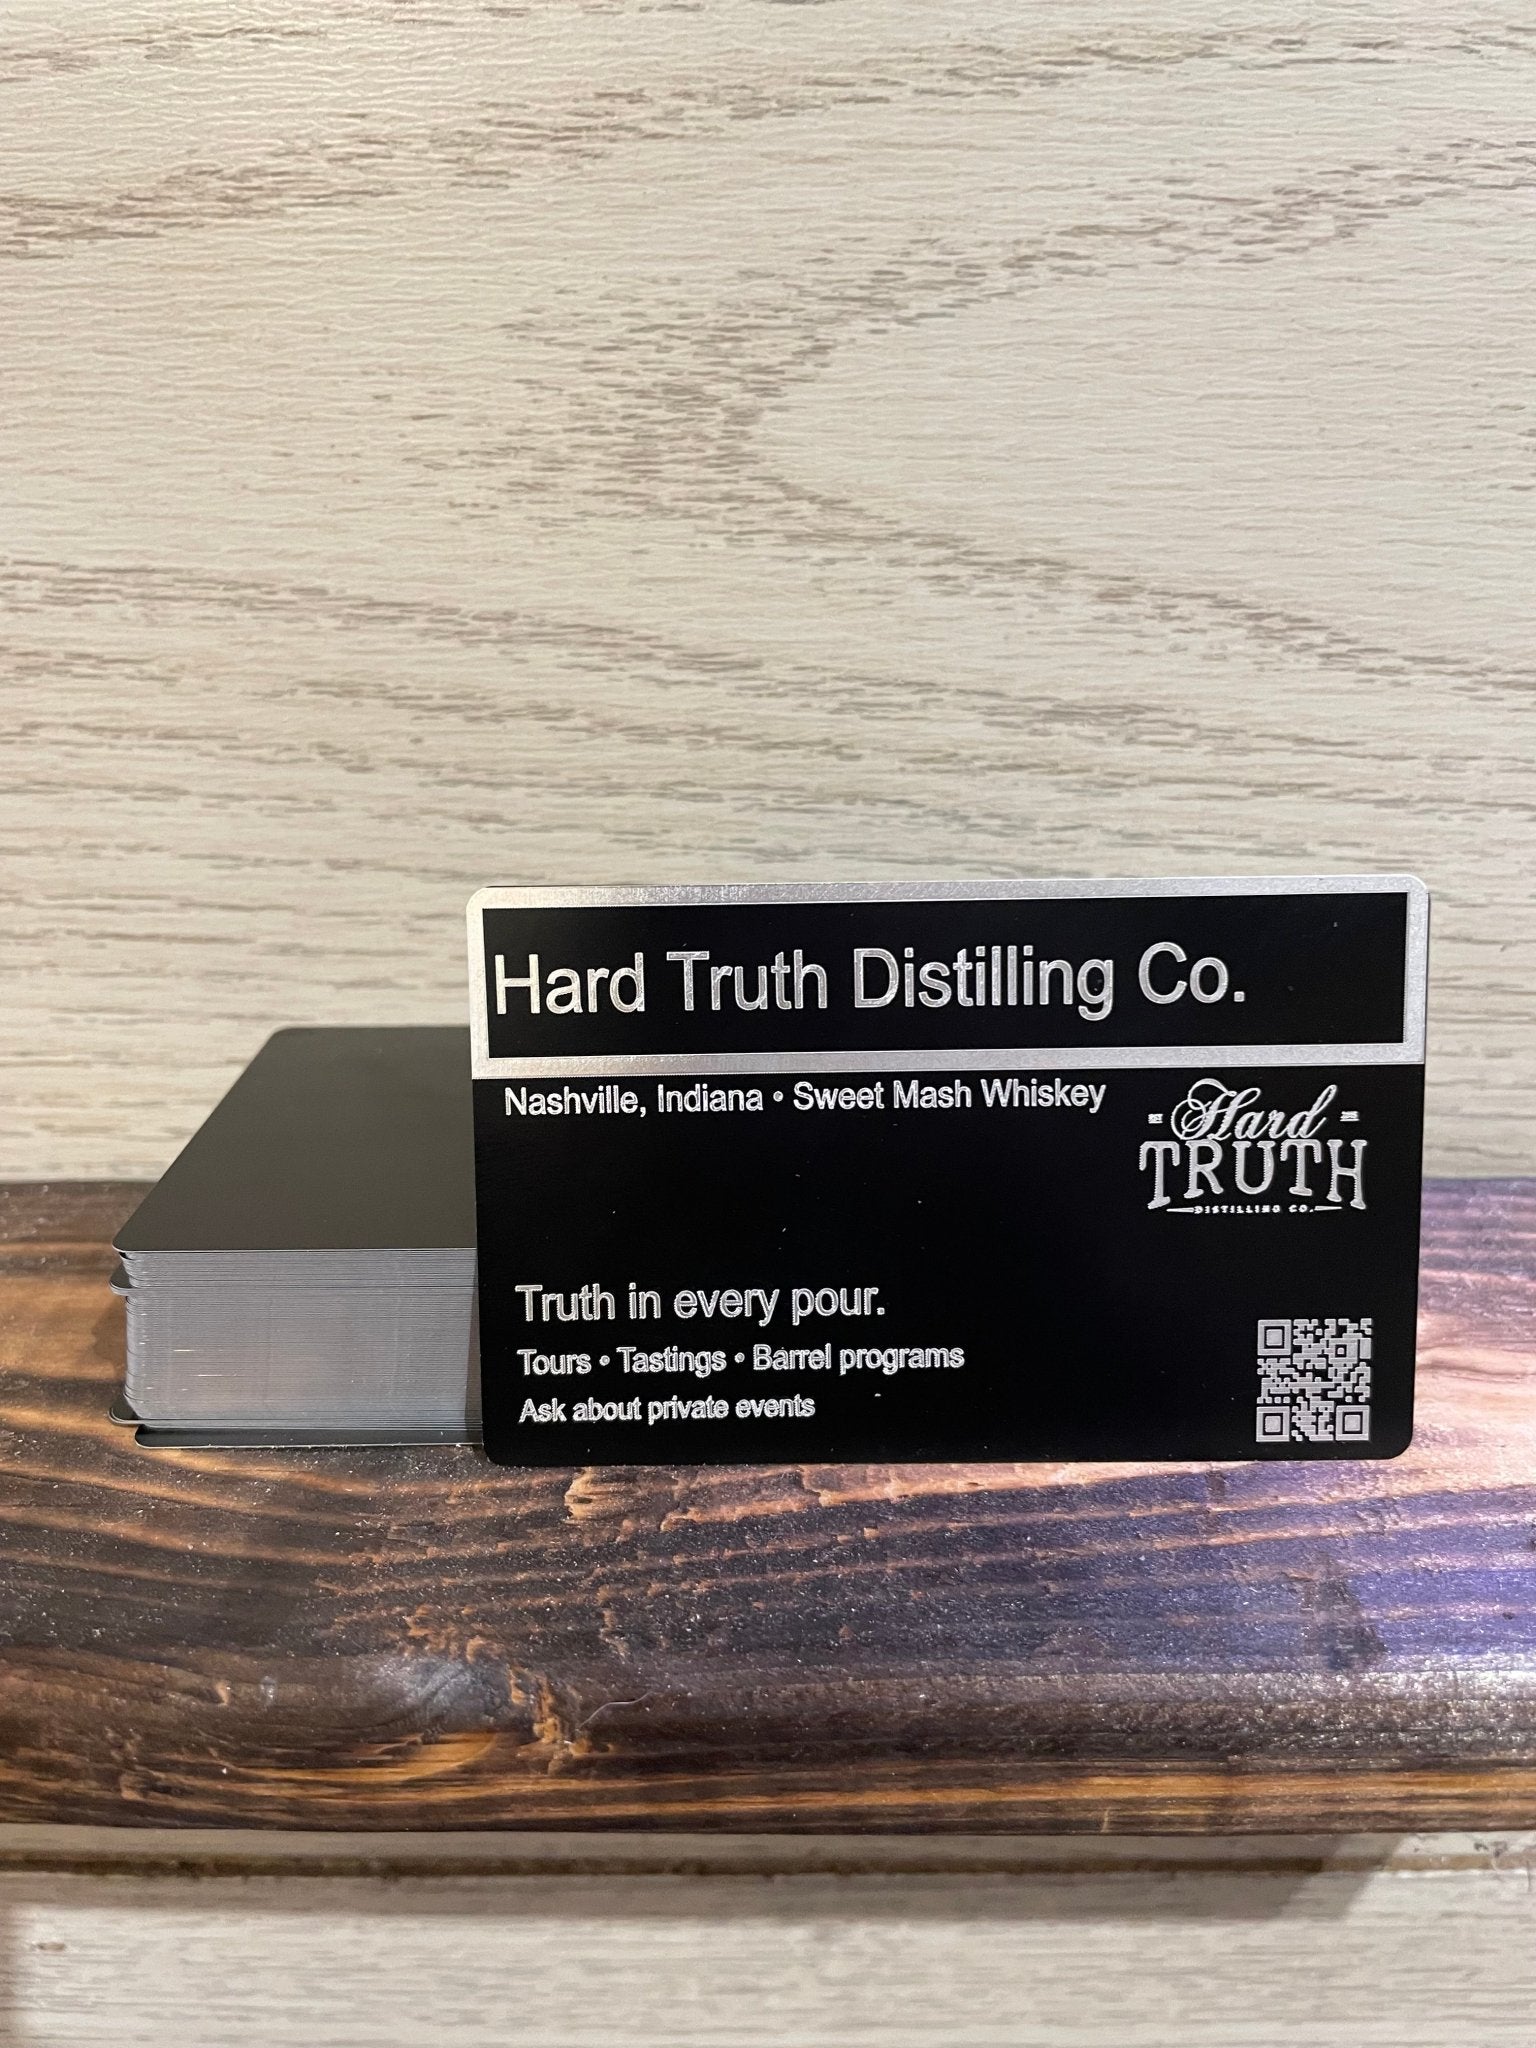 Hard Truth Distilling Co.
Nashville, Indiana • Sweet Mash Whiskey
Hard
TRUTH
DISTILLING CO.
Truth in every pour.
Tours • Tastings • Barrel programs
Ask about private events